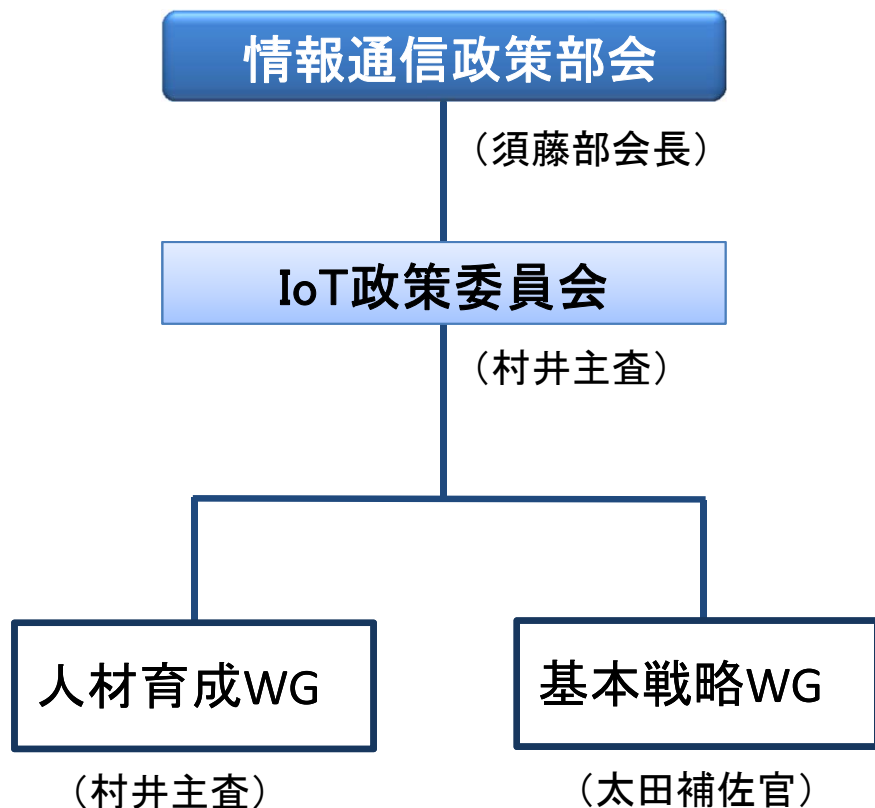 情報通信政策部会
（須藤部会長）
IoT政策委員会
（村井主査）
人材育成WG
基本戦略WG
（村井主査）
（太田補佐官）